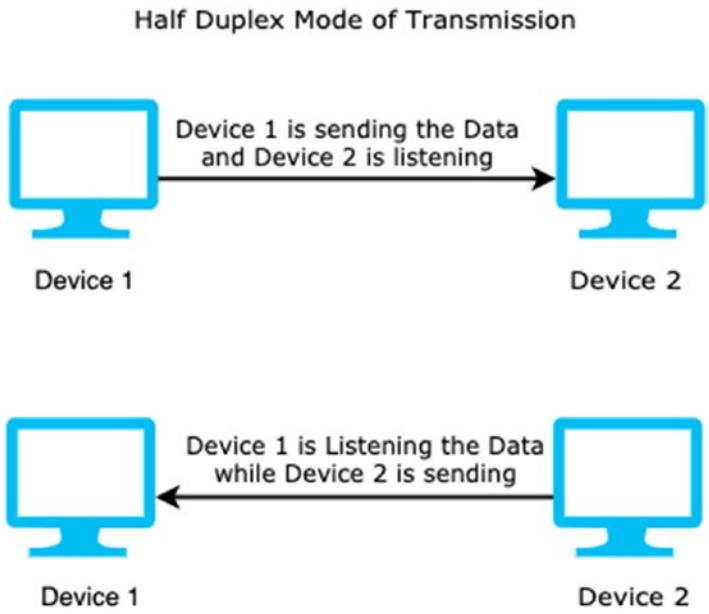 Half Duplex Mode of Transmission
Device 1 is sending the Data
and Device 2 is listening
Device 1
Device 2
Device 1 is Listening the Data
while Device 2 is sending
Device 1
Device 2